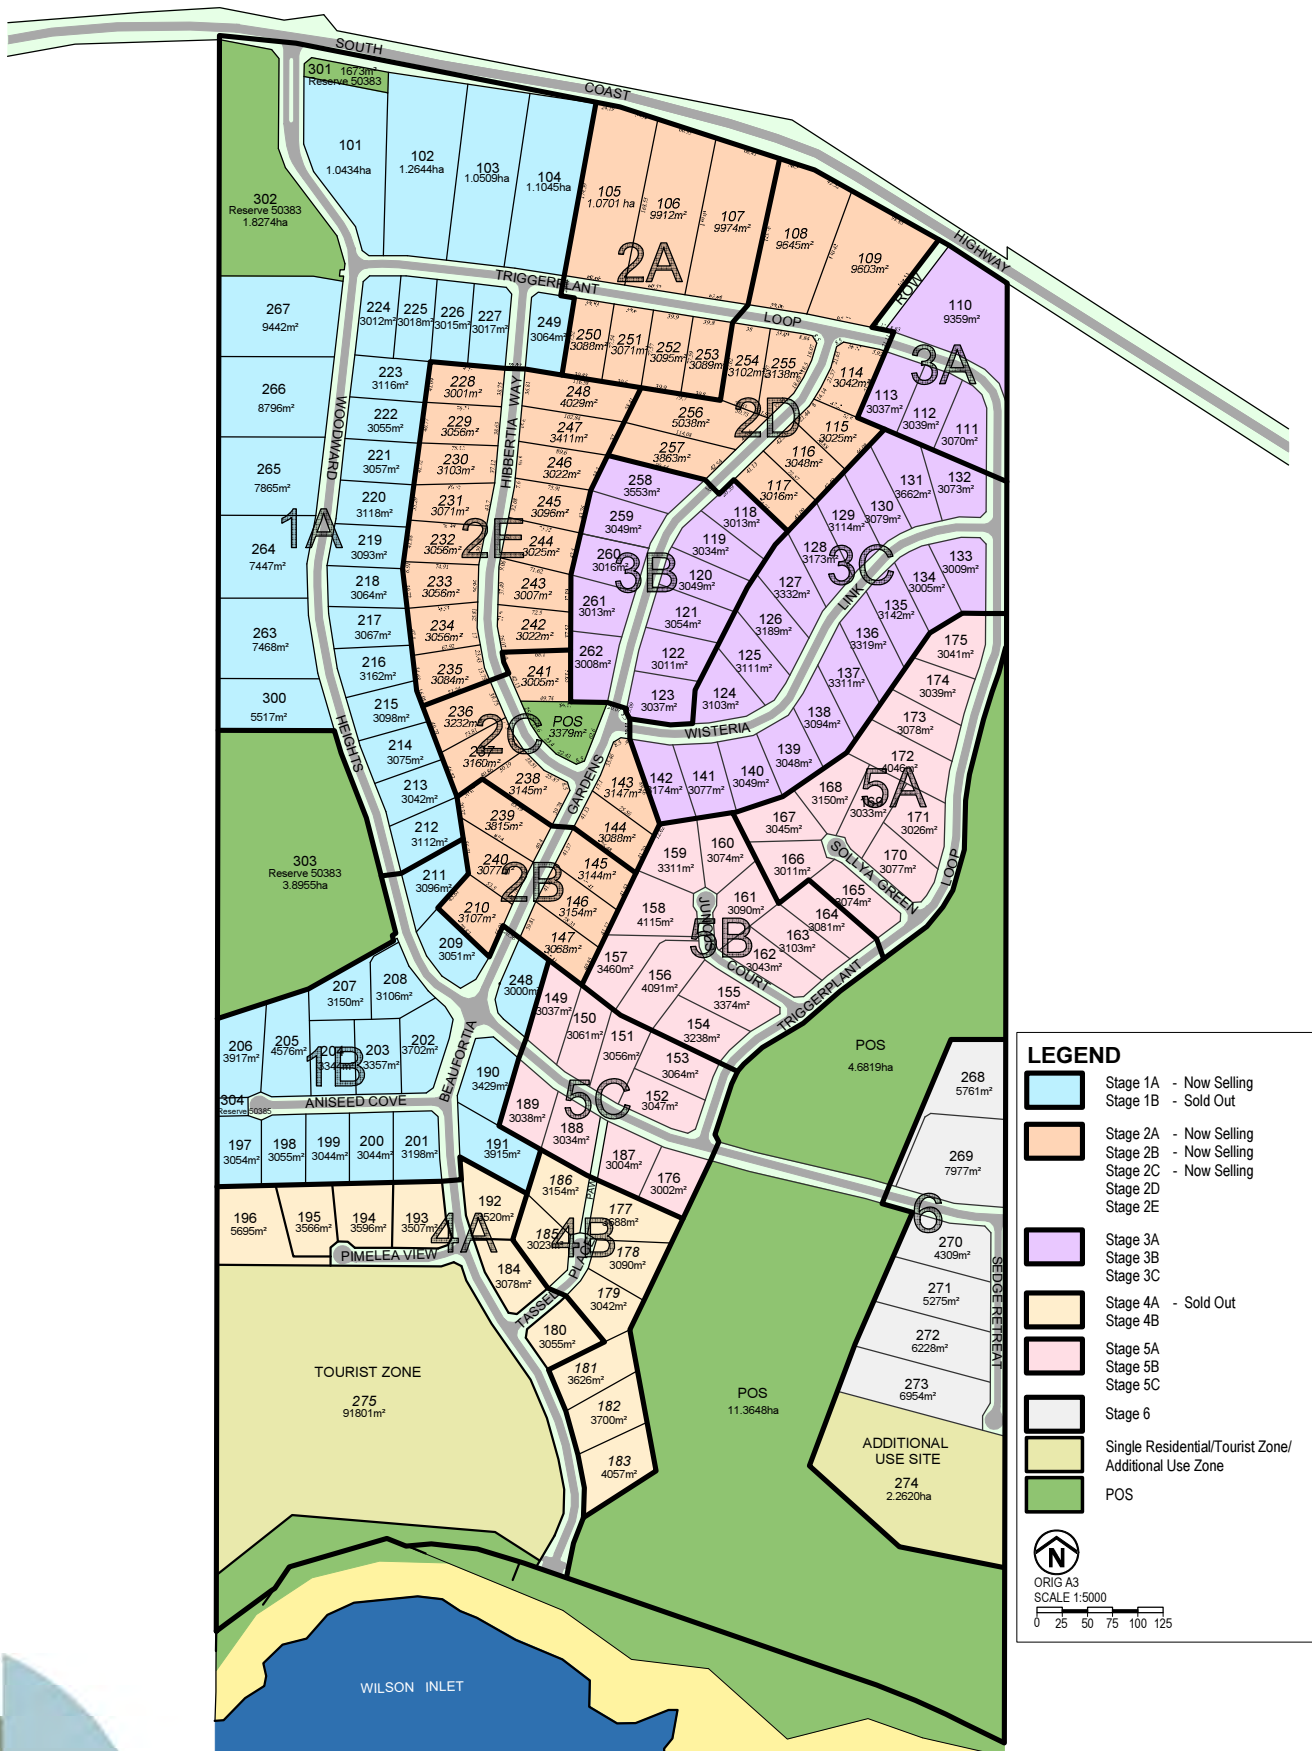 SOUTH
COAST
HIGHWAY
301 1673m²
Reserve 50383
101
1.0434ha
102
1.2644ha
103
1.0509ha
104
1.1045ha
105
1.0701 ha
106
9912m²
107
9974m²
108
9645m²
109
9603m²
110
9359m²
302
Reserve 50383
1.8274ha
2A
ROW
TRIGGERPLANT
LOOP
3A
267
9442m²
224
3012m²
225
3018m²
226
3015m²
227
3017m²
249
3064m²
250
3088m²
251
3071m²
252
3095m²
253
3089m²
254
3102m²
255
3138m²
114
3042m²
113
3037m²
112
3039m²
111
3070m²
266
8796m²
223
3116m²
228
3001m²
248
4029m²
256
5038m²
2D
115
3025m²
222
3055m²
229
3056m²
247
3411m²
257
3863m²
116
3048m²
WOODWARD
HIBBERTIA WAY
265
7865m²
221
3057m²
230
3103m²
246
3022m²
258
3553m²
117
3016m²
131
3662m²
132
3073m²
220
3118m²
231
3071m²
245
3096m²
259
3049m²
118
3013m²
129
3114m²
130
3079m²
1A
264
7447m²
219
3093m²
232
3056m²
2E
244
3025m²
260
3016m²
3B
119
3034m²
128
3173m²
3C
133
3009m²
218
3064m²
233
3056m²
243
3007m²
261
3013m²
120
3049m²
127
3332m²
LINK
134
3005m²
263
7468m²
217
3067m²
234
3056m²
242
3022m²
121
3054m²
126
3189m²
135
3142m²
216
3162m²
235
3084m²
241
3005m²
262
3008m²
122
3011m²
125
3111m²
136
3319m²
175
3041m²
300
5517m²
215
3098m²
236
3232m²
2C
POS
3379m²
123
3037m²
124
3103m²
137
3311m²
174
3039m²
HEIGHTS
214
3075m²
237
3160m²
WISTERIA
138
3094m²
173
3078m²
213
3042m²
238
3145m²
GARDENS
143
3147m²
142
3174m²
141
3077m²
140
3049m²
139
3048m²
172
4046m²
5A
212
3112m²
239
3815m²
144
3088m²
167
3045m²
168
3150m²
169
3033m²
171
3026m²
303
Reserve 50383
3.8955ha
211
3096m²
240
3077m²
2B
145
3144m²
159
3311m²
160
3074m²
166
3011m²
SOLLYA GREEN
170
3077m²
LOOP
210
3107m²
146
3154m²
158
4115m²
161
3090m²
165
3074m²
164
3081m²
209
3051m²
147
3068m²
157
3460m²
5B
COURT
162
3043m²
163
3103m²
207
3150m²
208
3106m²
248
3000m²
149
3037m²
156
4091m²
155
3374m²
TRIGGERPLANT
206
3917m²
205
4576m²
204
3344m²
203
3357m²
202
3702m²
1B
150
3061m²
151
3056m²
154
3238m²
POS
4.6819ha
BEAUFORTIA
190
3429m²
153
3064m²
268
5761m²
304
Reserve 50385
ANISEED COVE
189
3038m²
5C
152
3047m²
197
3054m²
198
3055m²
199
3044m²
200
3044m²
201
3198m²
191
3915m²
188
3034m²
187
3004m²
176
3002m²
269
7977m²
196
5695m²
195
3566m²
194
3596m²
193
3507m²
4A
192
186
3154m²
PAW
177
6
PIMELEA VIEW
185
3023m²
4B
178
3090m²
270
4309m²
184
3078m²
TASSEL PLACE
179
3042m²
271
5275m²
SEDGE RETREAT
180
3055m²
272
6228m²
TOURIST ZONE
275
91801m²
181
3626m²
273
6954m²
182
3700m²
POS
11.3648ha
ADDITIONAL
USE SITE
274
2.2620ha
183
4057m²
WILSON INLET
LEGEND
Stage 1A - Now Selling
Stage 1B - Sold Out
Stage 2A - Now Selling
Stage 2B - Now Selling
Stage 2C - Now Selling
Stage 2D
Stage 2E
Stage 3A
Stage 3B
Stage 3C
Stage 4A - Sold Out
Stage 4B
Stage 5A
Stage 5B
Stage 5C
Stage 6
Single Residential/Tourist Zone/
Additional Use Zone
POS
N
ORIG A3
SCALE 1:5000
0 25 50 75 100 125